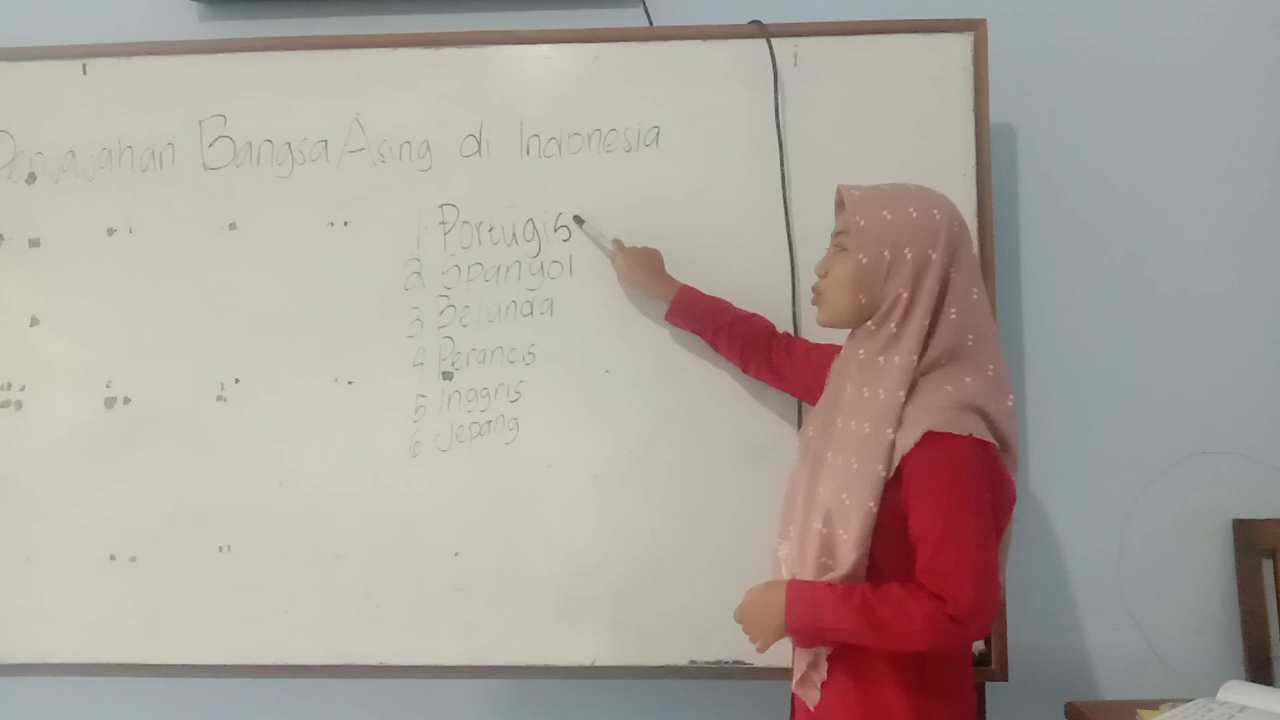 Penjajahan Bangsa Asing di Indonesia
1 Portugis
2 Spanyol
3 Belanda
4 Perancis
5 Inggris
6 Jepang